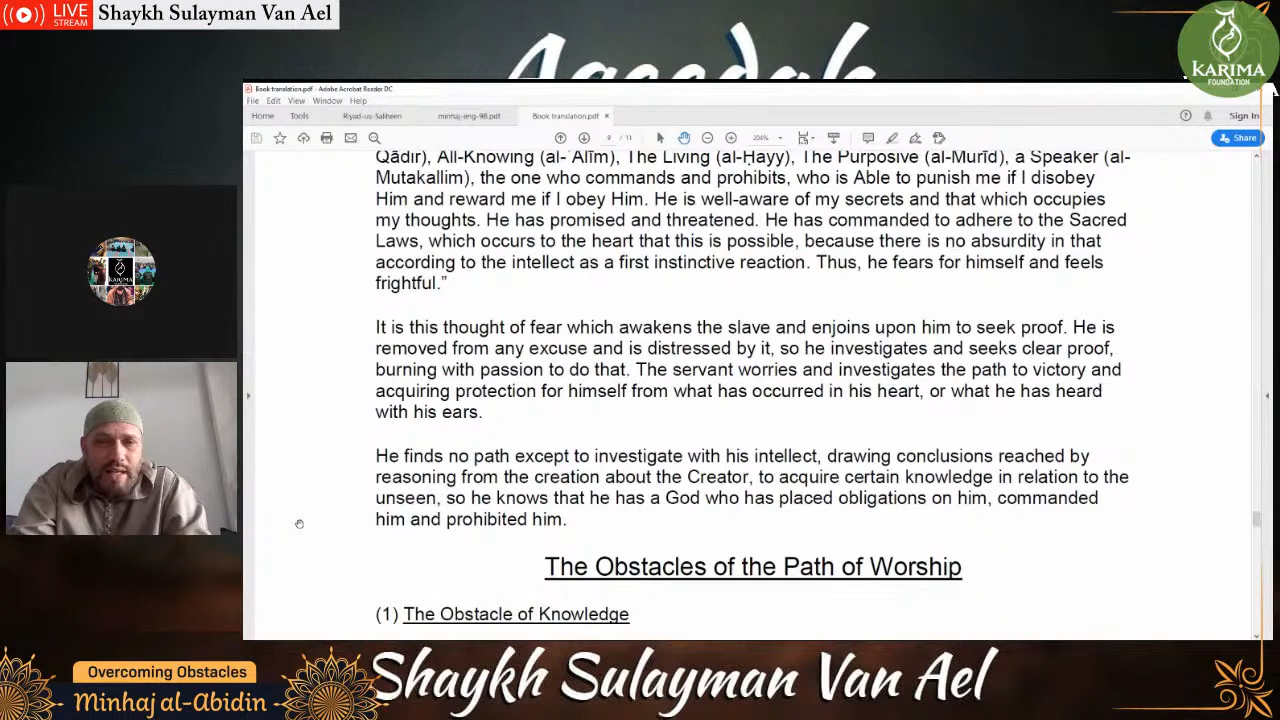 LIVE
STREAM
Shaykh Sulayman Van Ael
Aqeedah
KARIMA
FOUNDATION
Book translation.pdf - Adobe Acrobat Reader DC
File Edit View Window Help
Home Tools Riyad-us-Saliheen minhaj-eng-98.pdf Book translation.pdf × Sign In
9 / 11 204% Share
Qādir), All-Knowing (al-ʿAlīm), The Living (al-Ḥayy), The Purposive (al-Murīd), a Speaker (al-
Mutakallim), the one who commands and prohibits, who is Able to punish me if I disobey
Him and reward me if I obey Him. He is well-aware of my secrets and that which occupies
my thoughts. He has promised and threatened. He has commanded to adhere to the Sacred
Laws, which occurs to the heart that this is possible, because there is no absurdity in that
according to the intellect as a first instinctive reaction. Thus, he fears for himself and feels
frightful.”
It is this thought of fear which awakens the slave and enjoins upon him to seek proof. He is
removed from any excuse and is distressed by it, so he investigates and seeks clear proof,
burning with passion to do that. The servant worries and investigates the path to victory and
acquiring protection for himself from what has occurred in his heart, or what he has heard
with his ears.
He finds no path except to investigate with his intellect, drawing conclusions reached by
reasoning from the creation about the Creator, to acquire certain knowledge in relation to the
unseen, so he knows that he has a God who has placed obligations on him, commanded
him and prohibited him.
The Obstacles of the Path of Worship
(1) The Obstacle of Knowledge
Overcoming Obstacles
Minhaj al-Abidin
Shaykh Sulayman Van Ael